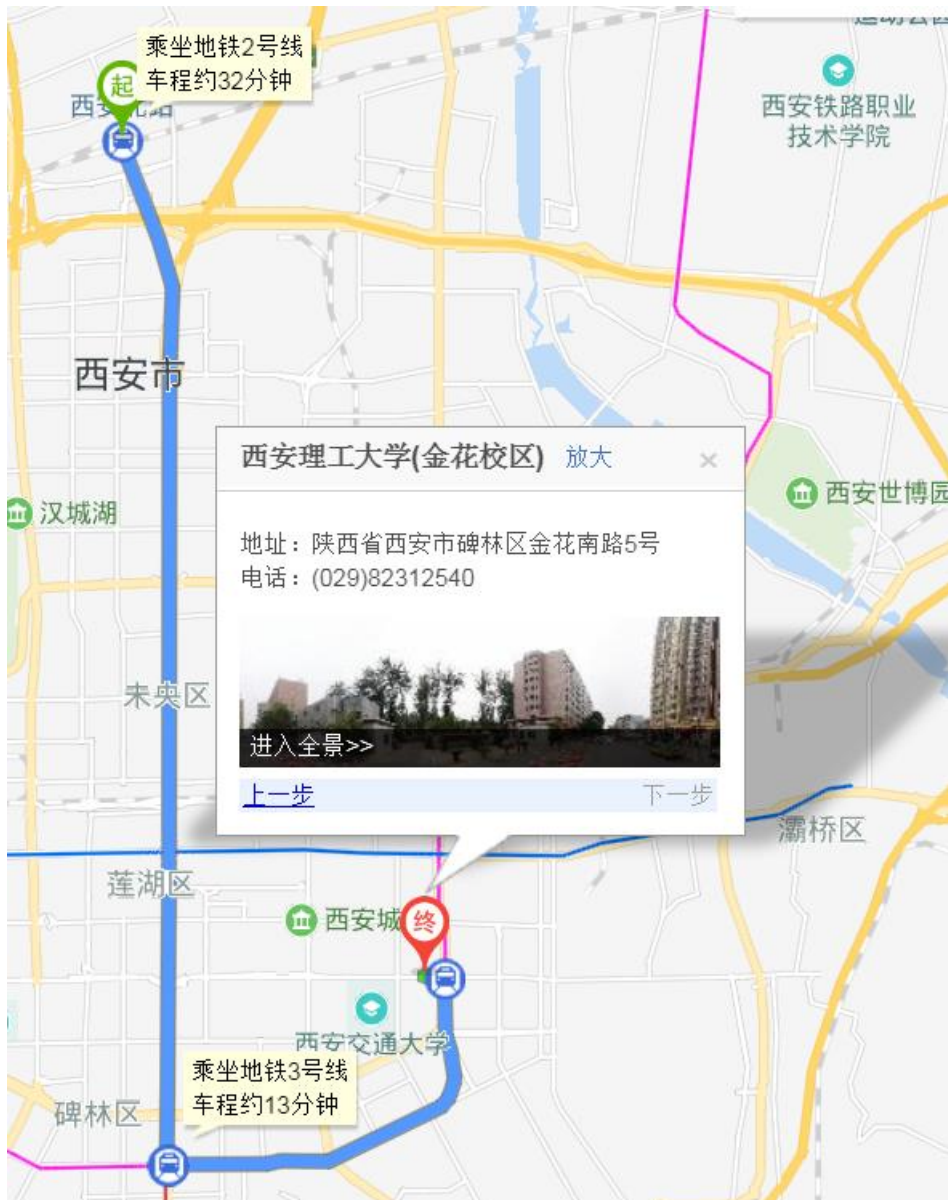 乘坐地铁2号线
车程约32分钟
起
西安铁路职业
技术学院
西安市
西安理工大学(金花校区) 放大 ×
汉城湖
西安世博园
地址：陕西省西安市碑林区金花南路5号
电话：(029)82312540
未央区
进入全景>>
上一步 下一步
灞桥区
莲湖区
西安城
终
西安交通大学
乘坐地铁3号线
车程约13分钟
碑林区